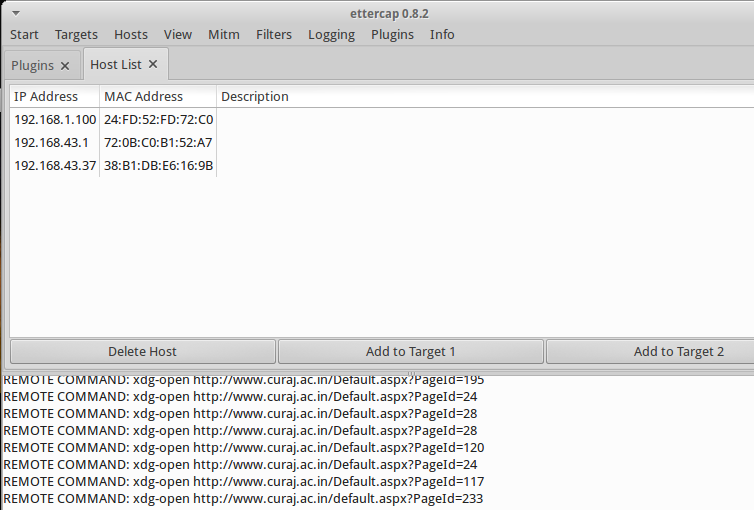 ettercap 0.8.2
Start Targets Hosts View Mitm Filters Logging Plugins Info
Plugins × Host List ×
IP Address MAC Address Description
192.168.1.100 24:FD:52:FD:72:C0
192.168.43.1 72:0B:C0:B1:52:A7
192.168.43.37 38:B1:DB:E6:16:9B
Delete Host Add to Target 1 Add to Target 2
REMOTE COMMAND: xdg-open http://www.curaj.ac.in/Default.aspx?PageId=195
REMOTE COMMAND: xdg-open http://www.curaj.ac.in/Default.aspx?PageId=24
REMOTE COMMAND: xdg-open http://www.curaj.ac.in/Default.aspx?PageId=28
REMOTE COMMAND: xdg-open http://www.curaj.ac.in/Default.aspx?PageId=28
REMOTE COMMAND: xdg-open http://www.curaj.ac.in/Default.aspx?PageId=120
REMOTE COMMAND: xdg-open http://www.curaj.ac.in/Default.aspx?PageId=24
REMOTE COMMAND: xdg-open http://www.curaj.ac.in/Default.aspx?PageId=117
REMOTE COMMAND: xdg-open http://www.curaj.ac.in/default.aspx?PageId=233